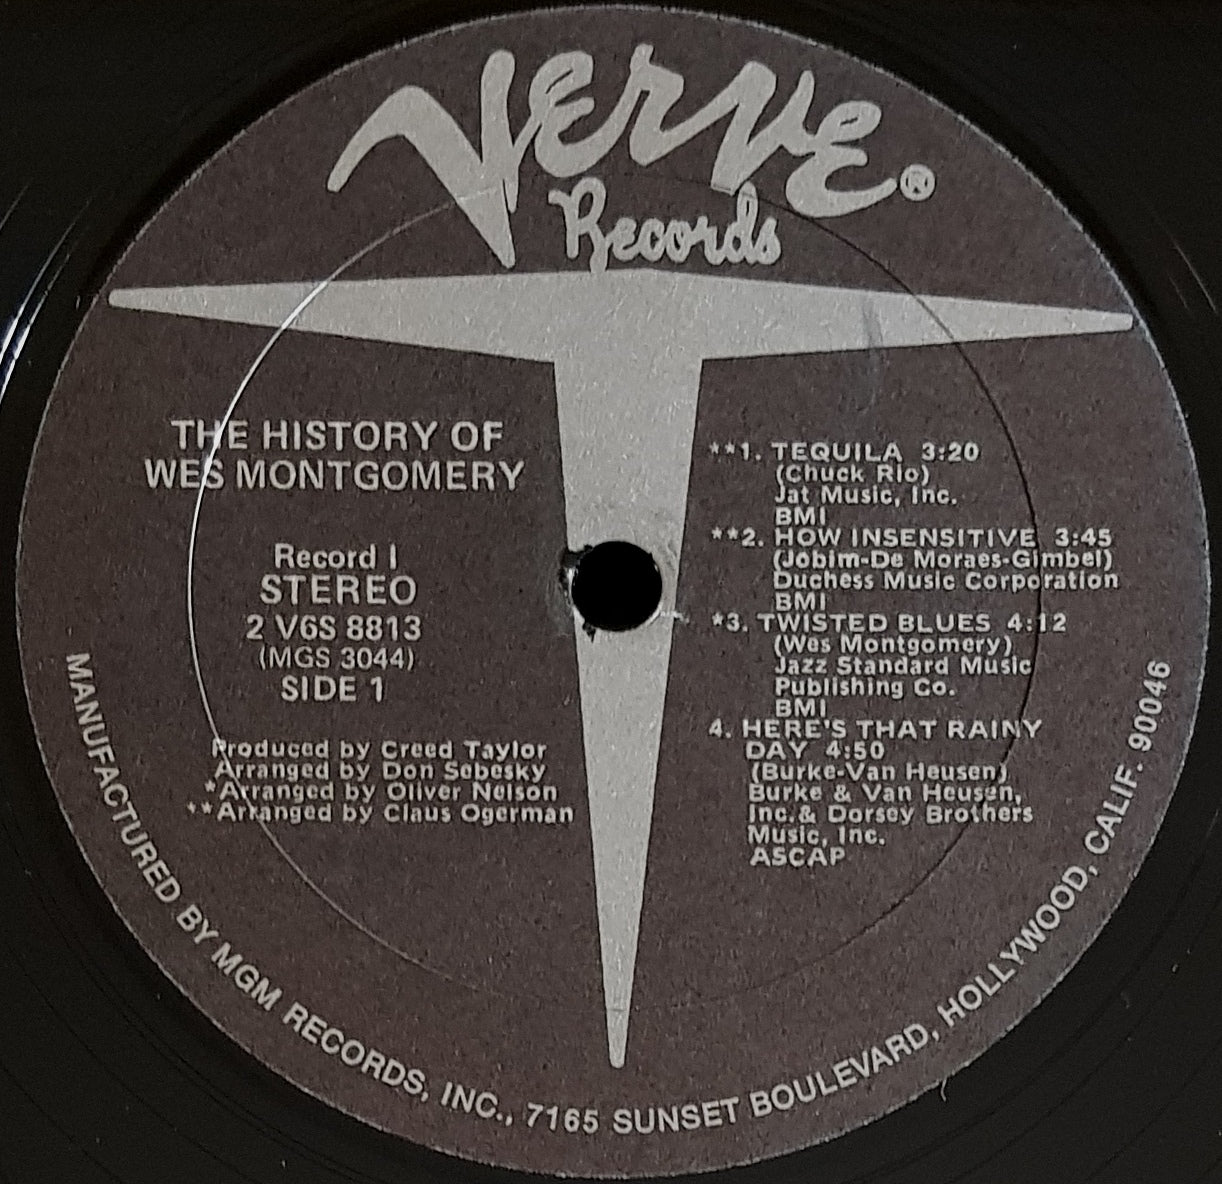 Verve®
Records
THE HISTORY OF
WES MONTGOMERY
Record 1
STEREO
2 V6S 8813
(MGS 3044)
SIDE 1
Produced by Creed Taylor
Arranged by Don Sebesky
*Arranged by Oliver Nelson
**Arranged by Claus Ogerman
**1. TEQUILA 3:20
(Chuck Rio)
Jat Music, Inc.
BMI
**2. HOW INSENSITIVE 3:45
(Jobim-De Moraes-Gimbel)
Duchess Music Corporation
BMI
*3. TWISTED BLUES 4:12
(Wes Montgomery)
Jazz Standard Music
Publishing Co.
BMI
4. HERE'S THAT RAINY
DAY 4:50
(Burke-Van Heusen)
Burke & Van Heusen,
Inc.& Dorsey Brothers
Music, Inc.
ASCAP
MANUFACTURED BY MGM RECORDS, INC., 7165 SUNSET BOULEVARD, HOLLYWOOD, CALIF. 90046